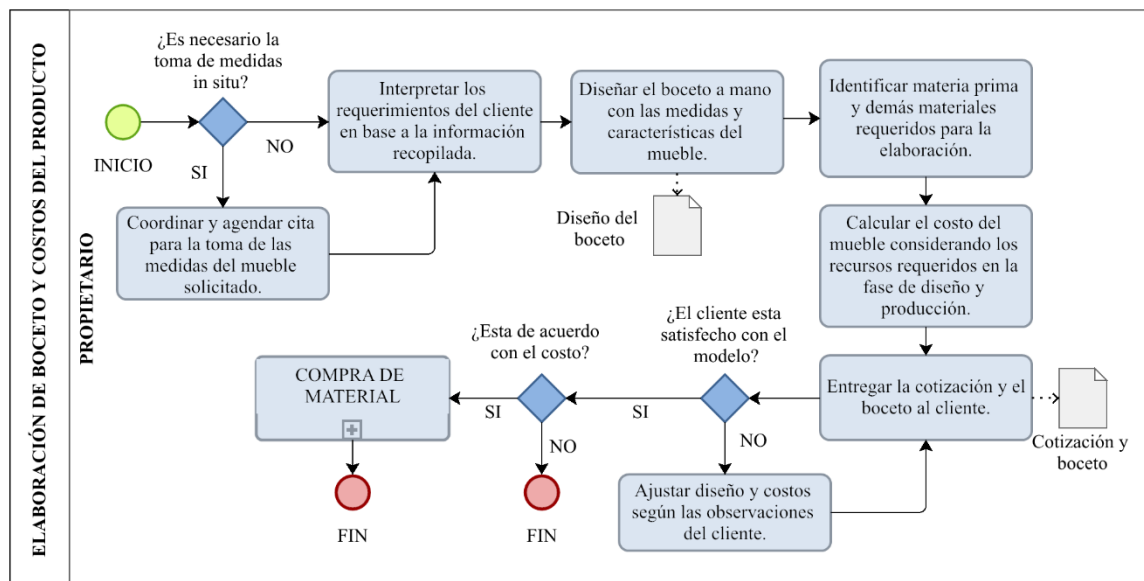 ELABORACIÓN DE BOCETO Y COSTOS DEL PRODUCTO
PROPIETARIO
INICIO
¿Es necesario la
toma de medidas
in situ?
NO
SI
Coordinar y agendar cita
para la toma de las
medidas del mueble
solicitado.
Interpretar los
requerimientos del cliente
en base a la información
recopilada.
Diseñar el boceto a mano
con las medidas y
características del
mueble.
Diseño del
boceto
Identificar materia prima
y demás materiales
requeridos para la
elaboración.
Calcular el costo del
mueble considerando los
recursos requeridos en la
fase de diseño y
producción.
Entregar la cotización y el
boceto al cliente.
Cotización y
boceto
¿El cliente esta
satisfecho con el
modelo?
SI
NO
Ajustar diseño y costos
según las observaciones
del cliente.
¿Esta de acuerdo
con el costo?
SI
NO
FIN
COMPRA DE
MATERIAL
FIN